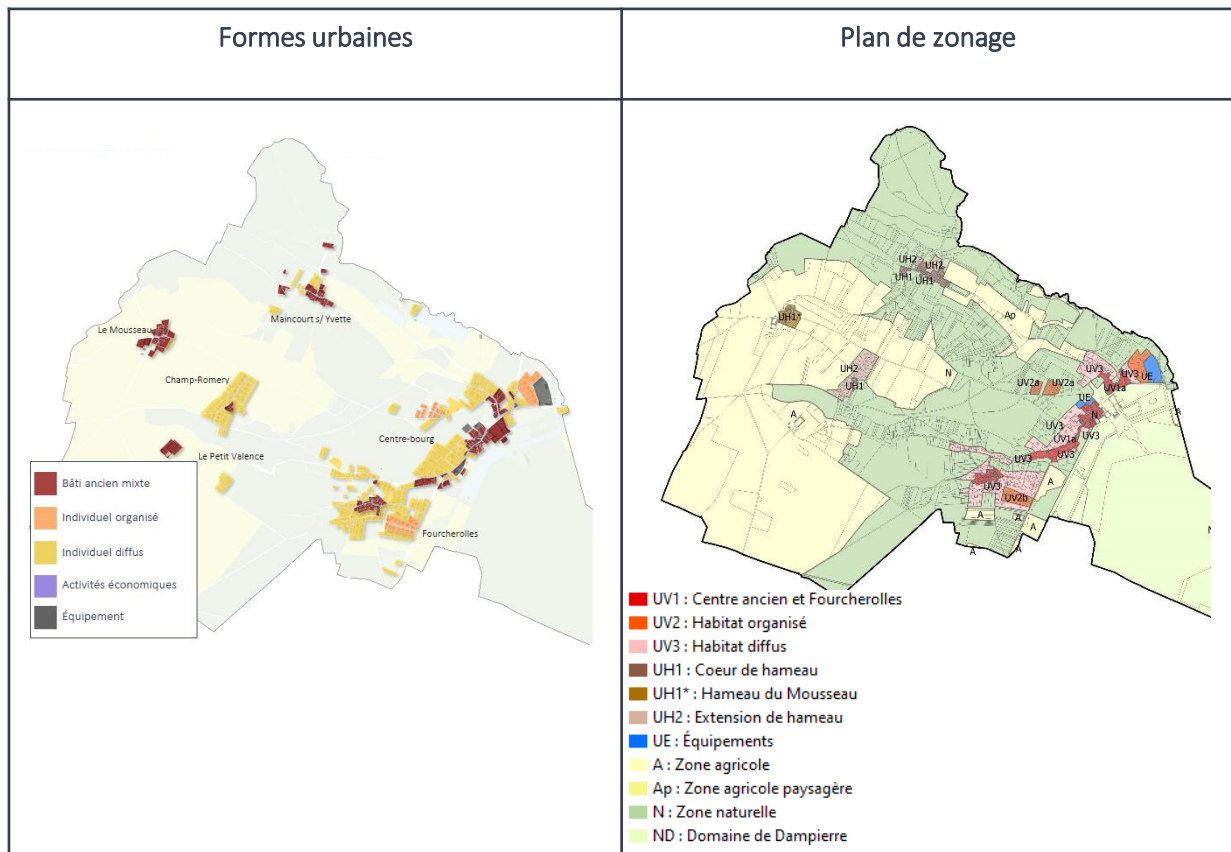 Formes urbaines
Plan de zonage
Maincourt s/ Yvette
Le Mousseau
Champ-Romery
Centre-bourg
Le Petit Valence
Fourcherolles
Bâti ancien mixte
Individuel organisé
Individuel diffus
Activités économiques
Équipement
UH2
UH2
UH1
UH1
Ap
UH1*
UH2
UH1
N
UV3
UV3
UE
UV2a
UV2a
UV1a
UE
N
A
UV3
UV1a
UV3
UV3
UV3
UV3
A
UV2b
A
A
A
A
A
A
N
UV1 : Centre ancien et Fourcherolles
UV2 : Habitat organisé
UV3 : Habitat diffus
UH1 : Coeur de hameau
UH1* : Hameau du Mousseau
UH2 : Extension de hameau
UE : Équipements
A : Zone agricole
Ap : Zone agricole paysagère
N : Zone naturelle
ND : Domaine de Dampierre